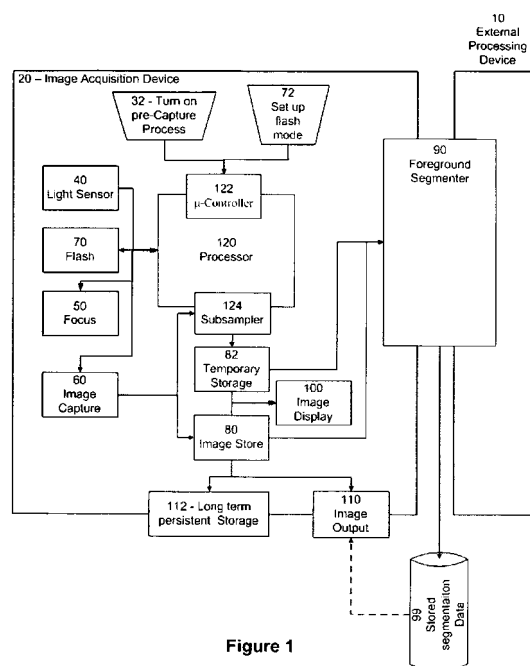 10
External
Processing
Device
20 – Image Acquisition Device
32 - Turn on
pre-Capture
Process
72
Set up
flash
mode
90
Foreground
Segmenter
40
Light Sensor
122
µ-Controller
70
Flash
120
Processor
50
Focus
124
Subsampler
82
Temporary
Storage
60
Image
Capture
100
Image
Display
80
Image Store
112 - Long term
persistent Storage
110
Image
Output
99
Stored
segmentaiton
Data
Figure 1